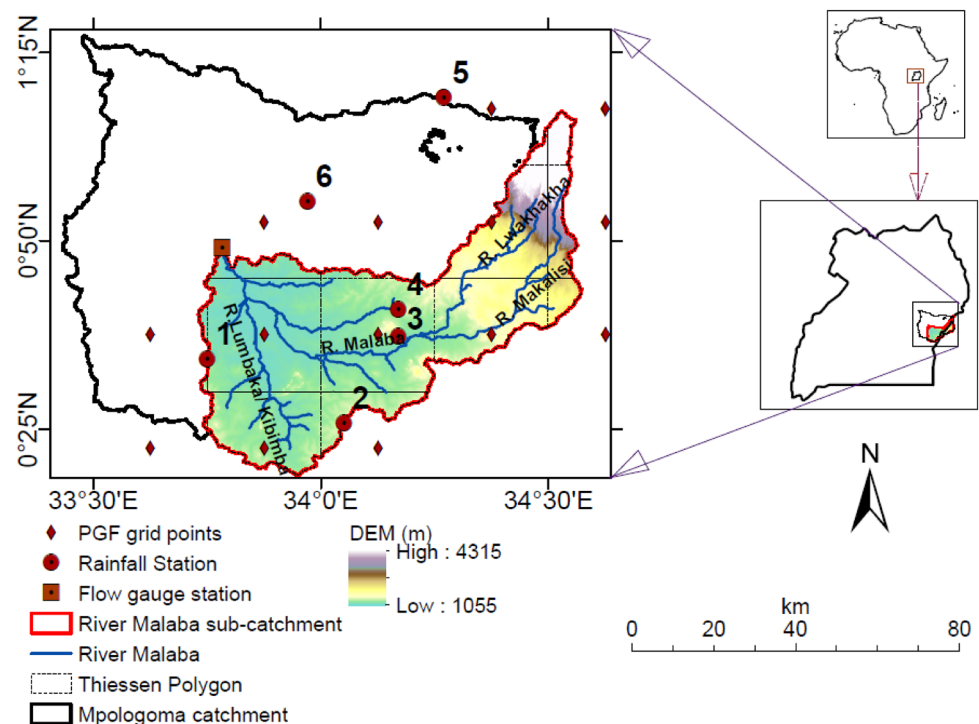 1°15'N
0°50'N
0°25'N
33°30'E
34°0'E
34°30'E
5
6
4
3
1
2
R. Lwakhakha
R. Makalisi
R. Malaba
R.Lumbaka/ Kibimba
N
PGF grid points
Rainfall Station
Flow gauge station
River Malaba sub-catchment
River Malaba
Thiessen Polygon
Mpologoma catchment
DEM (m)
High : 4315
Low : 1055
km
0 20 40 60 80